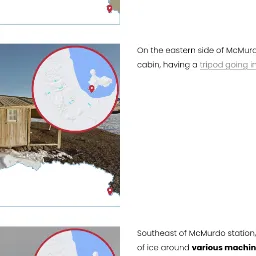 On the eastern side of McMurd
cabin, having a tripod going in
Southeast of McMurdo station,
of ice around various machin